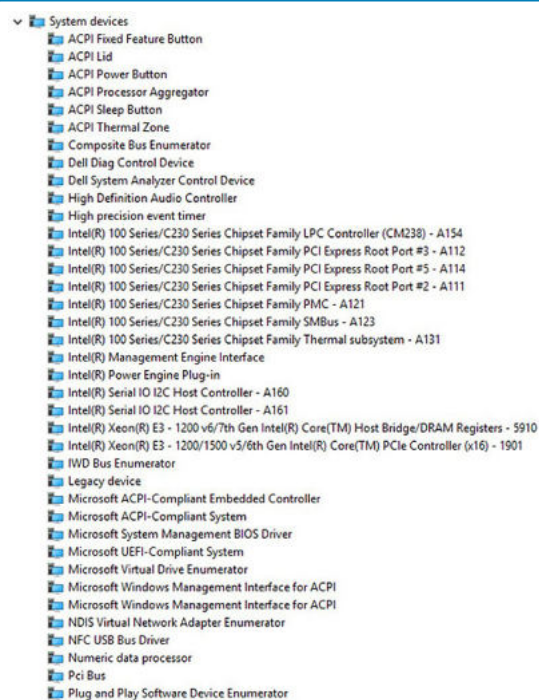 System devices
ACPI Fixed Feature Button
ACPI Lid
ACPI Power Button
ACPI Processor Aggregator
ACPI Sleep Button
ACPI Thermal Zone
Composite Bus Enumerator
Dell Diag Control Device
Dell System Analyzer Control Device
High Definition Audio Controller
High precision event timer
Intel(R) 100 Series/C230 Series Chipset Family LPC Controller (CM238) - A154
Intel(R) 100 Series/C230 Series Chipset Family PCI Express Root Port #3 - A112
Intel(R) 100 Series/C230 Series Chipset Family PCI Express Root Port #5 - A114
Intel(R) 100 Series/C230 Series Chipset Family PCI Express Root Port #2 - A111
Intel(R) 100 Series/C230 Series Chipset Family PMC - A121
Intel(R) 100 Series/C230 Series Chipset Family SMBus - A123
Intel(R) 100 Series/C230 Series Chipset Family Thermal subsystem - A131
Intel(R) Management Engine Interface
Intel(R) Power Engine Plug-in
Intel(R) Serial IO I2C Host Controller - A160
Intel(R) Serial IO I2C Host Controller - A161
Intel(R) Xeon(R) E3 - 1200 v6/7th Gen Intel(R) Core(TM) Host Bridge/DRAM Registers - 5910
Intel(R) Xeon(R) E3 - 1200/1500 v5/6th Gen Intel(R) Core(TM) PCIe Controller (x16) - 1901
IWD Bus Enumerator
Legacy device
Microsoft ACPI-Compliant Embedded Controller
Microsoft ACPI-Compliant System
Microsoft System Management BIOS Driver
Microsoft UEFI-Compliant System
Microsoft Virtual Drive Enumerator
Microsoft Windows Management Interface for ACPI
Microsoft Windows Management Interface for ACPI
NDIS Virtual Network Adapter Enumerator
NFC USB Bus Driver
Numeric data processor
Pci Bus
Plug and Play Software Device Enumerator